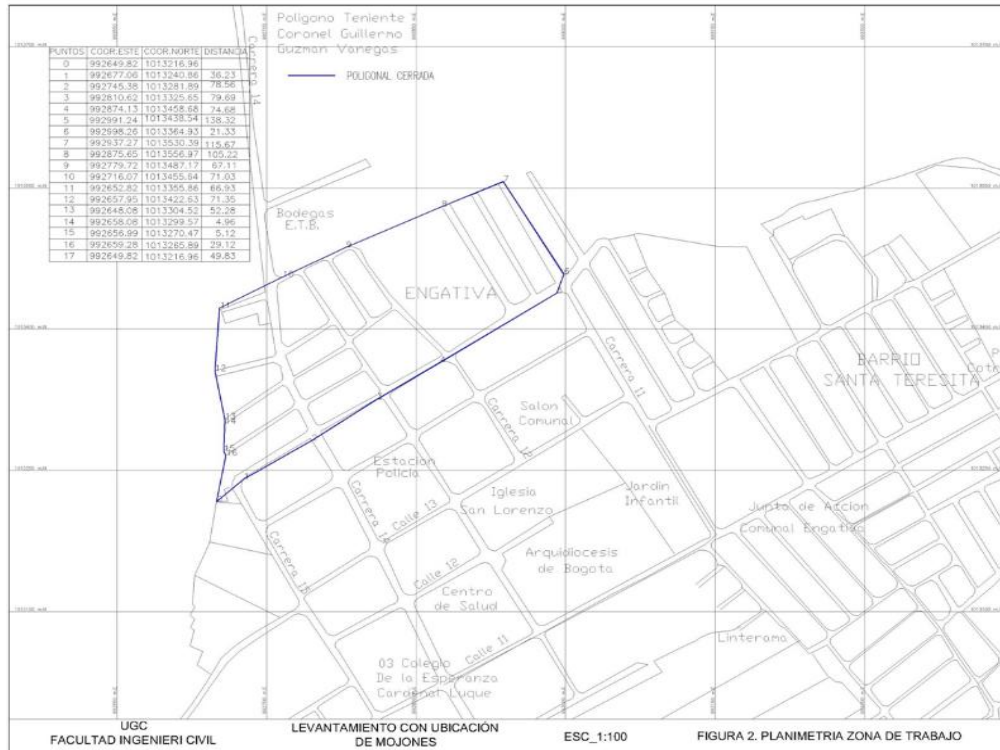 Poligono Teniente
Coronel Guillermo
Guzman Vanegas
POLIGONAL CERRADA
PUNTOS COOR.ESTE COOR.NORTE DISTANCIA
0 992649.82 1013216.96
1 992677.06 1013240.86 36.23
2 992745.38 1013281.89 78.56
3 992810.62 1013325.65 79.69
4 992874.13 1013458.68 74.68
5 992991.24 1013438.54 138.32
6 992998.26 1013364.93 21.33
7 992937.27 1013530.39 115.67
8 992875.65 1013556.97 105.22
9 992779.72 1013487.17 67.11
10 992716.07 1013455.64 71.03
11 992652.82 1013355.86 66.93
12 992657.95 1013422.63 71.35
13 992648.08 1013304.52 52.28
14 992658.08 1013299.57 4.96
15 992656.99 1013270.47 5.12
16 992659.28 1013265.89 29.12
17 992649.82 1013216.96 49.83
Carrera 14
Bodegas
E.T.B.
7
8
9
10
11
12
6
ENGATIVA
Carrera 11
BARRIO
SANTA TERESITA
Salon
Comunal
Carrera 12
Estacion
Policia
Iglesia
San Lorenzo
Jardin
Infantil
Junta de Accion
Comunal Engativa
Carrera 14
Calle 13
Arquidiocesis
de Bogota
Calle 12
Centro
de Salud
Calle 11
Linterama
03 Colegio
De la Esperanza
Cardenal Luque
UGC
FACULTAD INGENIERI CIVIL
LEVANTAMIENTO CON UBICACIÓN
DE MOJONES
ESC_1:100
FIGURA 2. PLANIMETRIA ZONA DE TRABAJO